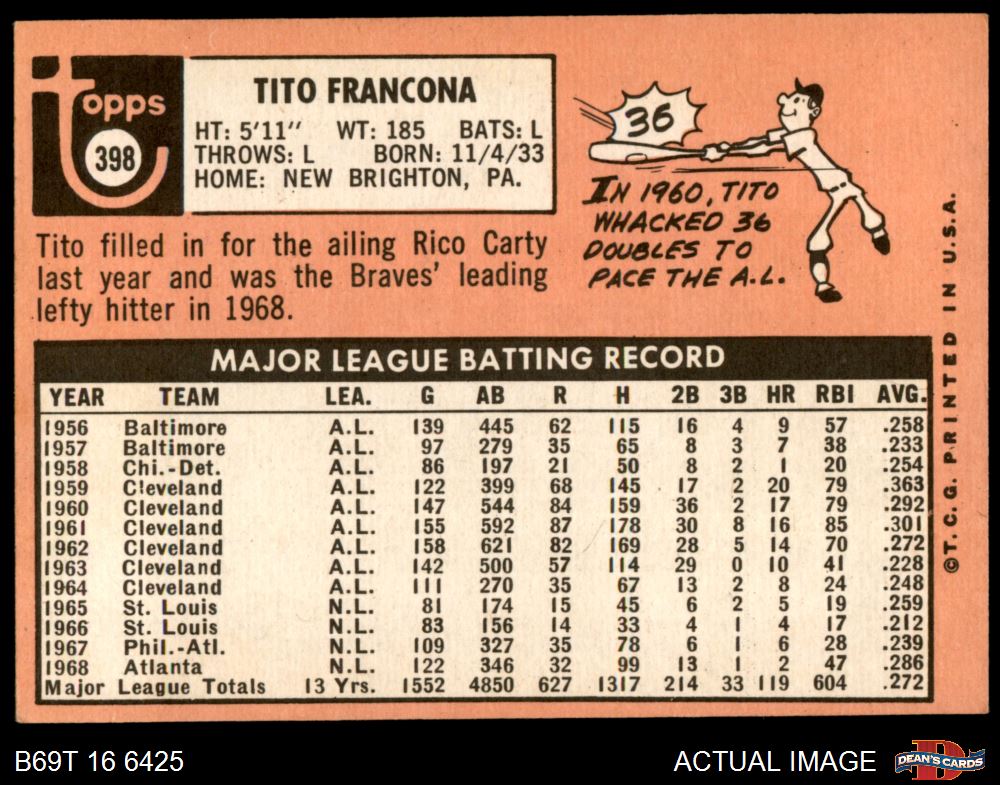 Topps
398
TITO FRANCONA
HT: 5'11" WT: 185 BATS: L
THROWS: L BORN: 11/4/33
HOME: NEW BRIGHTON, PA.
Tito filled in for the ailing Rico Carty
last year and was the Braves' leading
lefty hitter in 1968.
36
IN 1960, TITO
WHACKED 36
DOUBLES TO
PACE THE A.L.
MAJOR LEAGUE BATTING RECORD
YEAR TEAM LEA. G AB R H 2B 3B HR RBI AVG.
1956 Baltimore A.L. 139 445 62 115 16 4 9 57 .258
1957 Baltimore A.L. 97 279 35 65 8 3 7 38 .233
1958 Chi.-Det. A.L. 86 197 21 50 8 2 1 20 .254
1959 Cleveland A.L. 122 399 68 145 17 2 20 79 .363
1960 Cleveland A.L. 147 544 84 159 36 2 17 79 .292
1961 Cleveland A.L. 155 592 87 178 30 8 16 85 .301
1962 Cleveland A.L. 158 621 82 169 28 5 14 70 .272
1963 Cleveland A.L. 142 500 57 114 29 0 10 41 .228
1964 Cleveland A.L. 111 270 35 67 13 2 8 24 .248
1965 St. Louis N.L. 81 174 15 45 6 2 5 19 .259
1966 St. Louis N.L. 83 156 14 33 4 1 4 17 .212
1967 Phil.-Atl. N.L. 109 327 35 78 6 1 6 28 .239
1968 Atlanta N.L. 122 346 32 99 13 1 2 47 .286
Major League Totals 13 Yrs. 1552 4850 627 1317 214 33 119 604 .272
©T.C.G. PRINTED IN U.S.A.
B69T 16 6425
ACTUAL IMAGE
DEAN'S CARDS